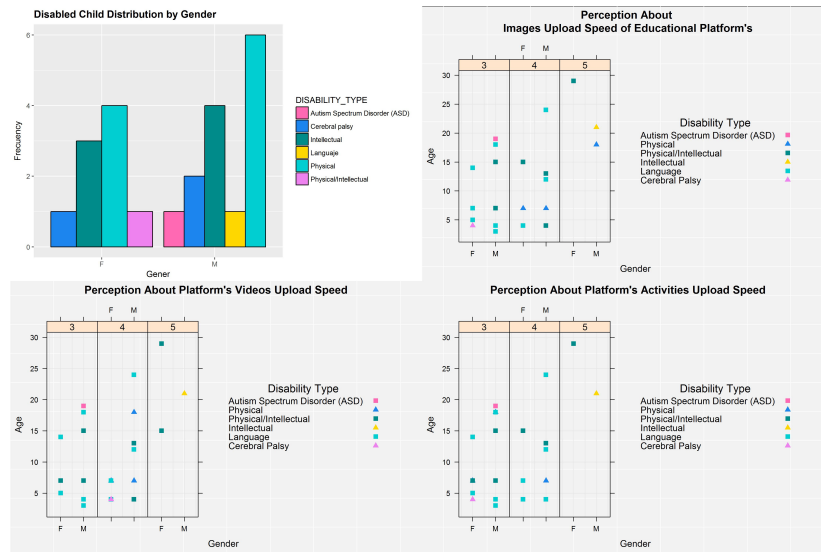 Disabled Child Distribution by Gender
6
4
2
0
Frecuency
F
M
Gener
DISABILITY_TYPE
Autism Spectrum Disorder (ASD)
Cerebral palsy
Intellectual
Languaje
Physical
Physical/Intellectual
Perception About
Images Upload Speed of Educational Platform's
F
M
3
4
5
30
25
20
15
10
5
Age
F
M
F
M
Gender
Disability Type
Autism Spectrum Disorder (ASD)
Physical
Physical/Intellectual
Intellectual
Language
Cerebral Palsy
Perception About Platform's Videos Upload Speed
F
M
3
4
5
30
25
20
15
10
5
Age
F
M
F
M
Gender
Disability Type
Autism Spectrum Disorder (ASD)
Physical
Physical/Intellectual
Intellectual
Language
Cerebral Palsy
Perception About Platform's Activities Upload Speed
F
M
3
4
5
30
25
20
15
10
5
Age
F
M
F
M
Gender
Disability Type
Autism Spectrum Disorder (ASD)
Physical
Physical/Intellectual
Intellectual
Language
Cerebral Palsy